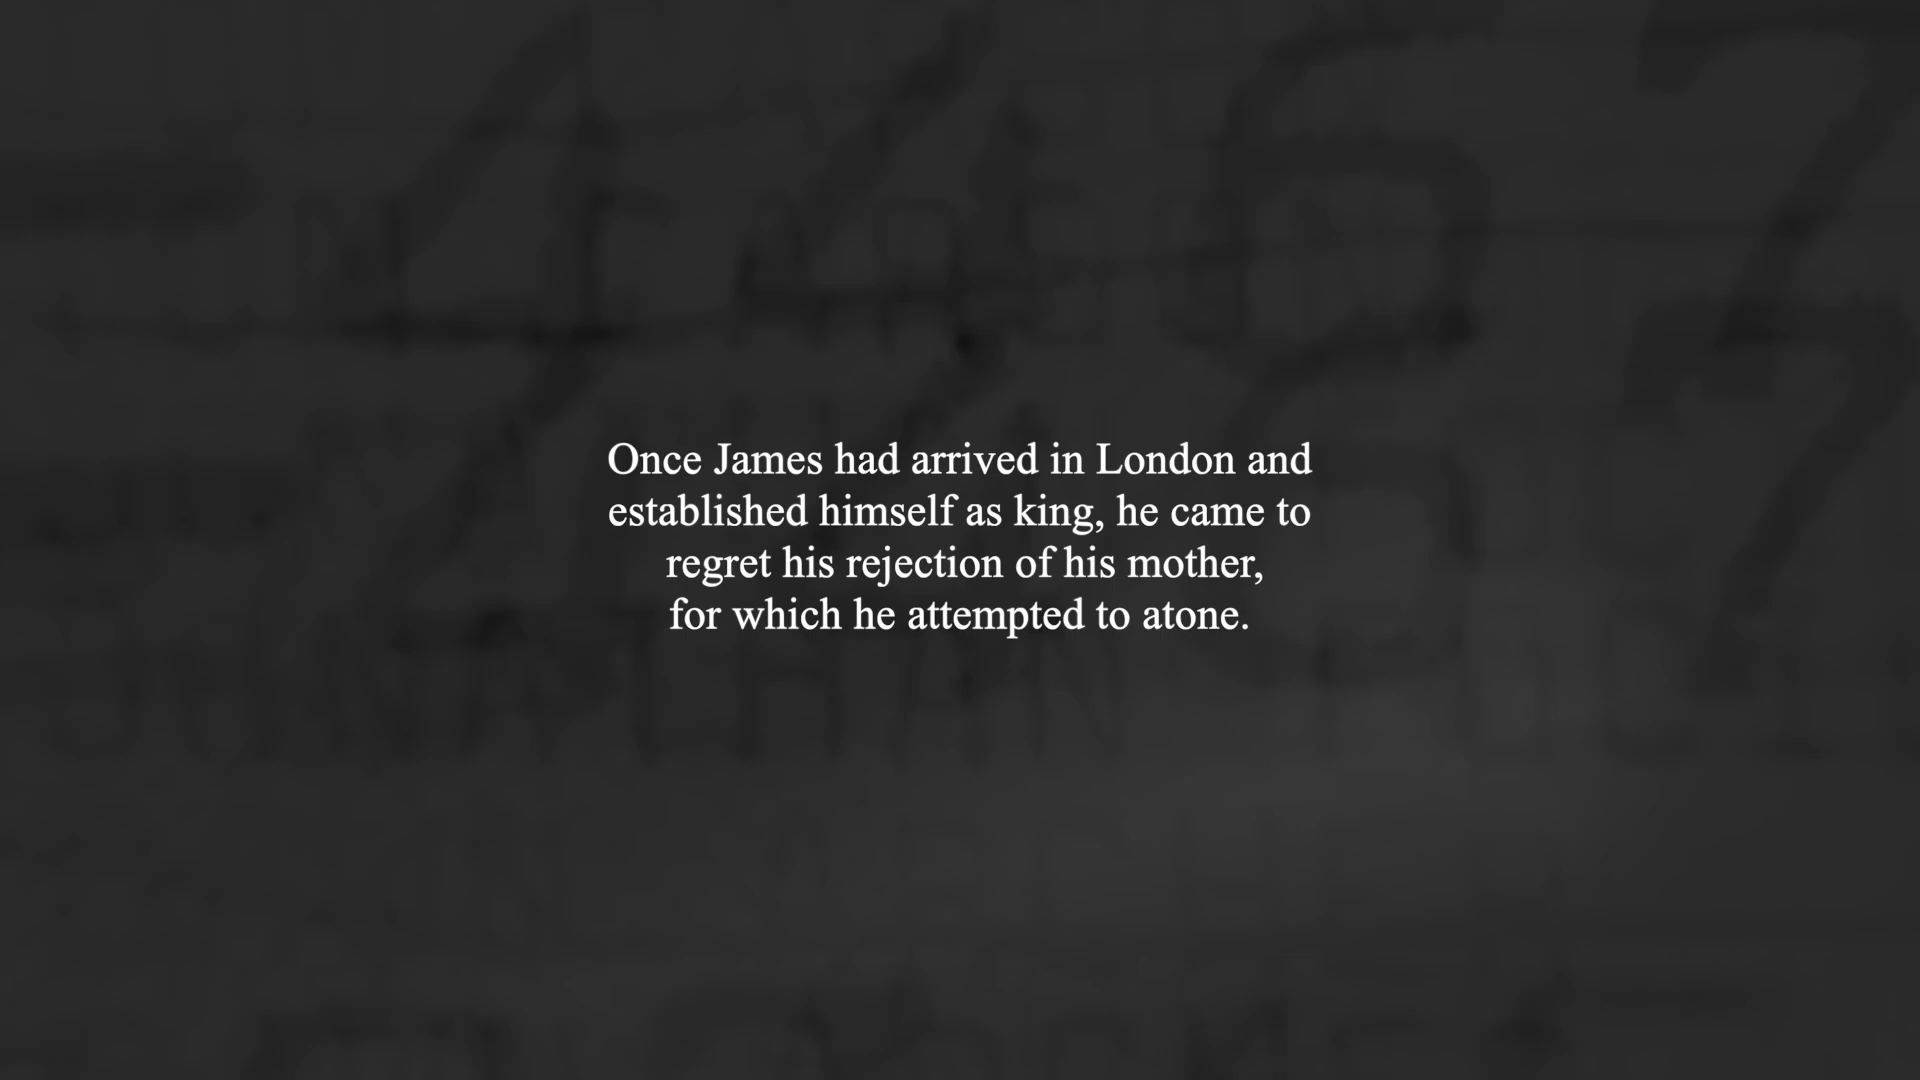 Once James had arrived in London and
established himself as king, he came to
regret his rejection of his mother,
for which he attempted to atone.
JONATHAN